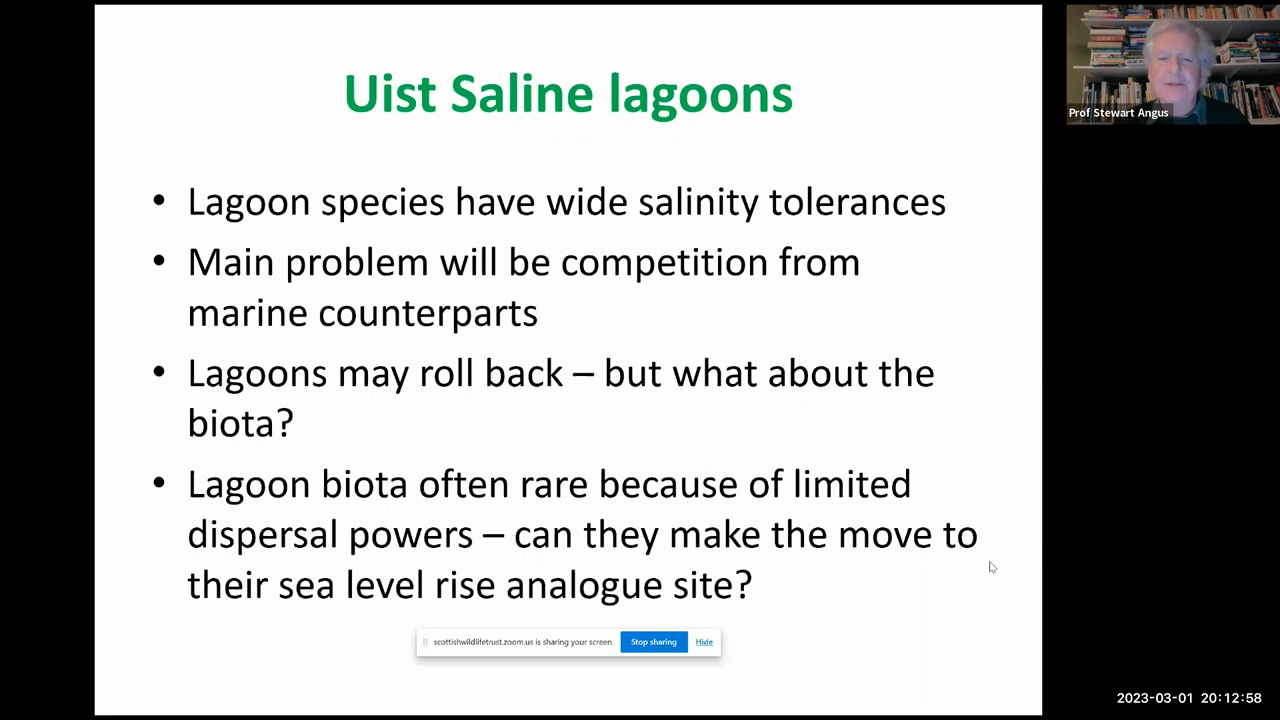 Uist Saline lagoons
• Lagoon species have wide salinity tolerances
• Main problem will be competition from
marine counterparts
• Lagoons may roll back – but what about the
biota?
• Lagoon biota often rare because of limited
dispersal powers – can they make the move to
their sea level rise analogue site?
scottishwildlifetrust.zoom.us is sharing your screen.
Stop sharing
Hide
Prof Stewart Angus
2023-03-01 20:12:58